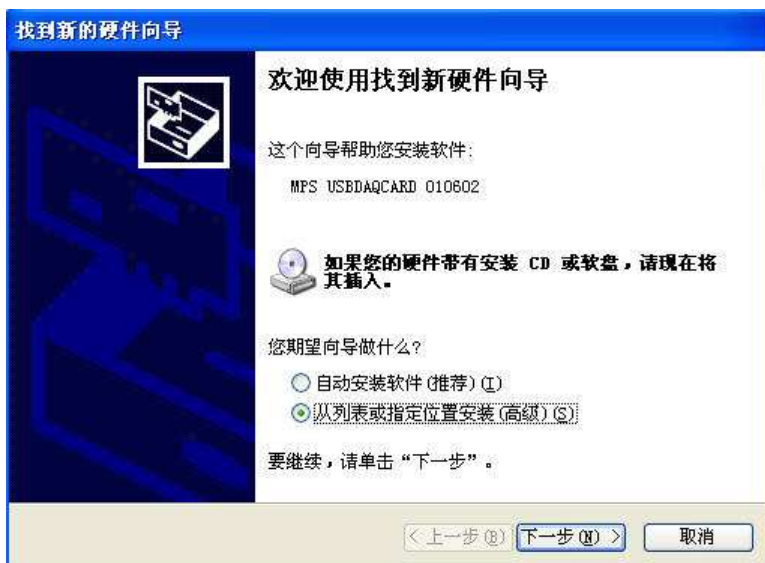 找到新的硬件向导
欢迎使用找到新硬件向导
这个向导帮助您安装软件:
MPS USBDAQCARD 010602
如果您的硬件带有安装 CD 或软盘，请现在将
其插入。
您期望向导做什么?
自动安装软件(推荐)(I)
从列表或指定位置安装(高级)(S)
要继续，请单击“下一步”。
< 上一步(B)
下一步(N) >
取消